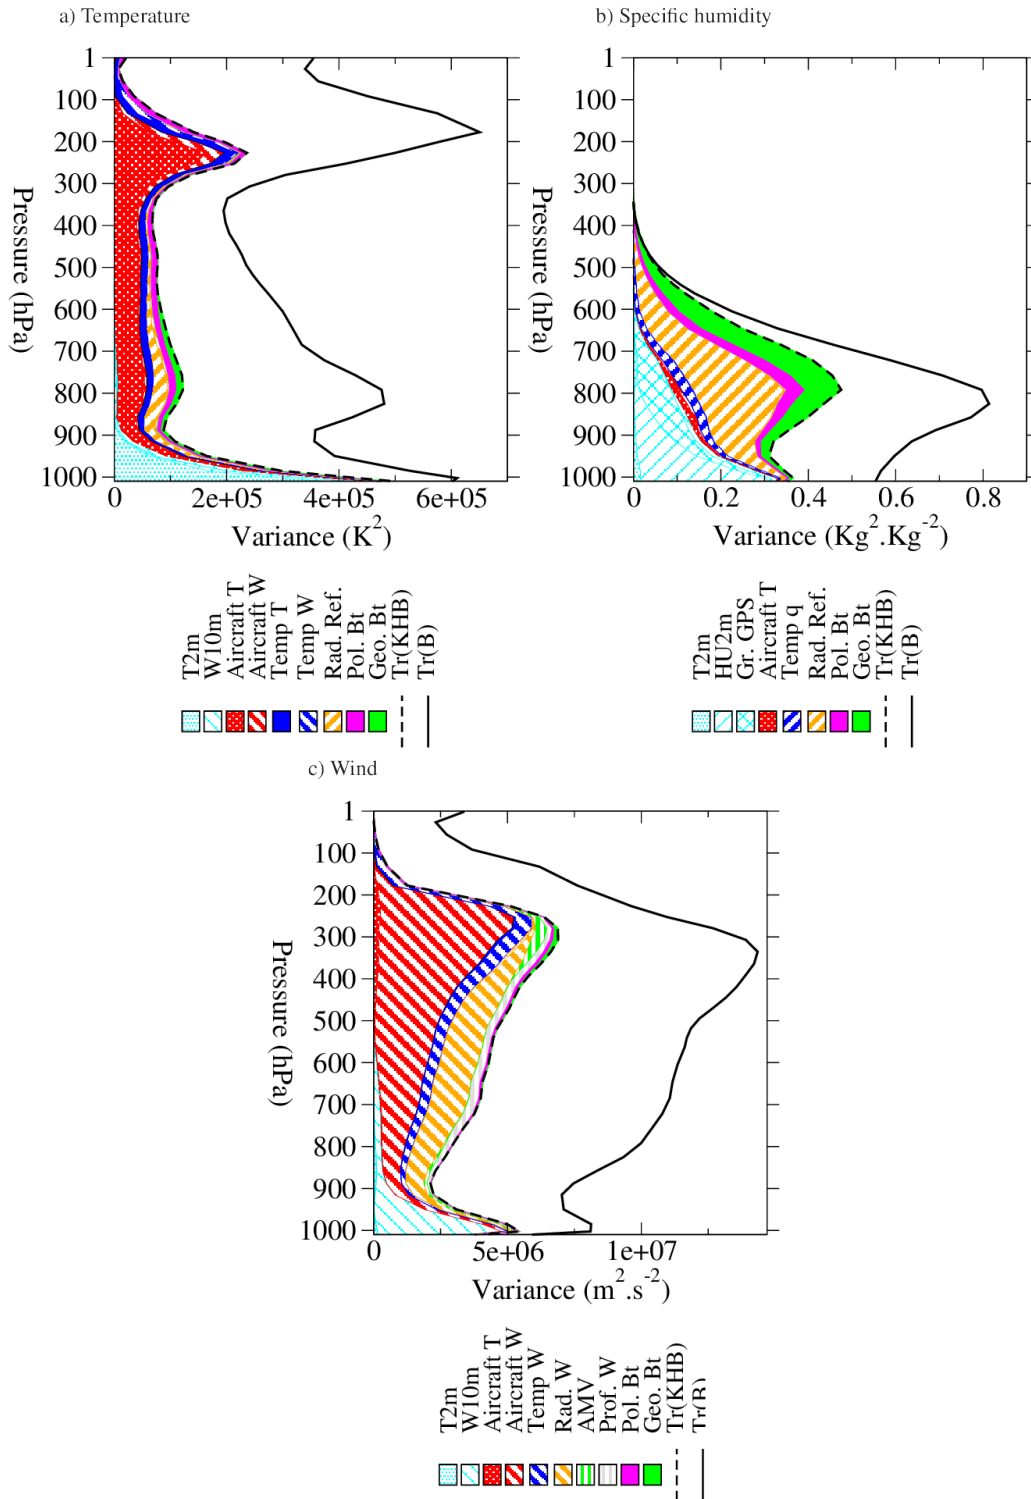 a) Temperature
b) Specific humidity
1
100
200
300
400
500
600
700
800
900
1000
Pressure (hPa)
0
2e+05
4e+05
6e+05
Variance (K²)
1
100
200
300
400
500
600
700
800
900
1000
Pressure (hPa)
0
0.2
0.4
0.6
0.8
Variance (Kg².Kg⁻²)
T2m
W10m
Aircraft T
Aircraft W
Temp T
Temp W
Rad. Ref.
Pol. Bt
Geo. Bt
Tr(KHB)
Tr(B)
T2m
HU2m
Gr. GPS
Aircraft T
Temp q
Rad. Ref.
Pol. Bt
Geo. Bt
Tr(KHB)
Tr(B)
c) Wind
1
100
200
300
400
500
600
700
800
900
1000
Pressure (hPa)
0
5e+06
1e+07
Variance (m².s⁻²)
T2m
W10m
Aircraft T
Aircraft W
Temp W
Rad. W
AMV
Prof. W
Pol. Bt
Geo. Bt
Tr(KHB)
Tr(B)